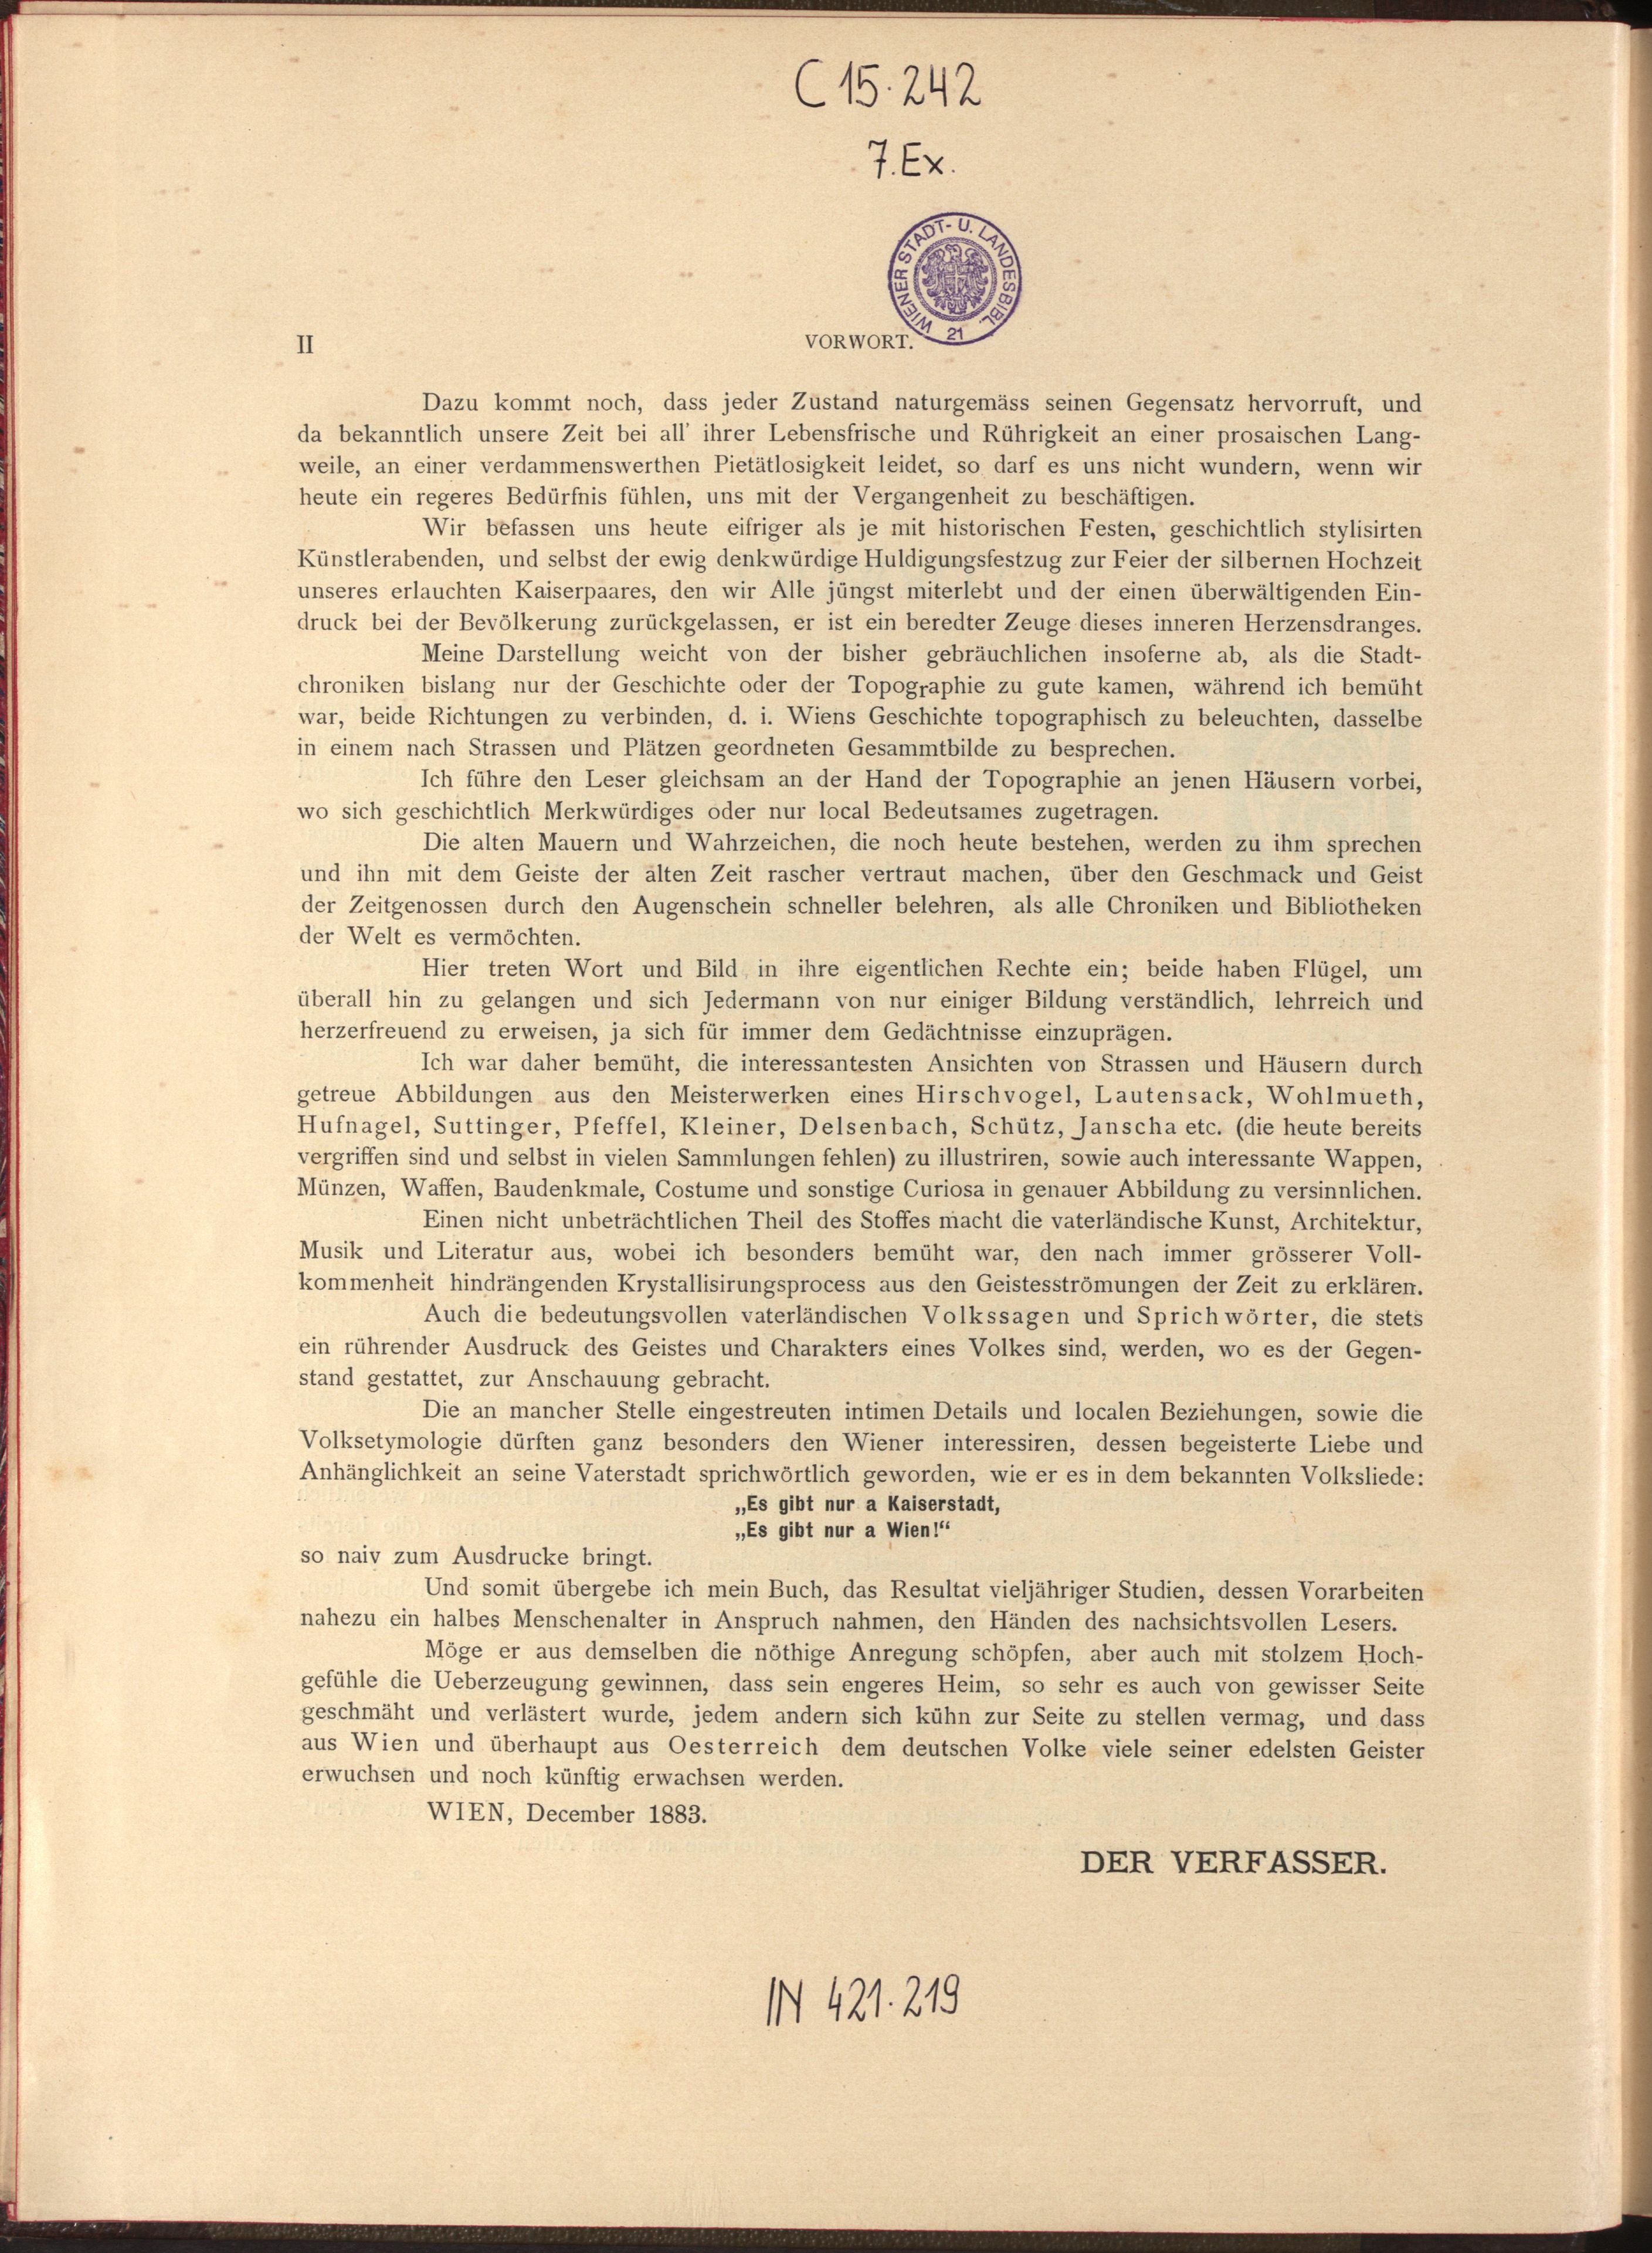 C 15.242
7. Ex.
WIENER STADT- U. LANDESBIBL.
21
II
VORWORT.
Dazu kommt noch, dass jeder Zustand naturgemäss seinen Gegensatz hervorruft, und
da bekanntlich unsere Zeit bei all' ihrer Lebensfrische und Rührigkeit an einer prosaischen Lang-
weile, an einer verdammenswerthen Pietätlosigkeit leidet, so darf es uns nicht wundern, wenn wir
heute ein regeres Bedürfnis fühlen, uns mit der Vergangenheit zu beschäftigen.
Wir befassen uns heute eifriger als je mit historischen Festen, geschichtlich stylisirten
Künstlerabenden, und selbst der ewig denkwürdige Huldigungsfestzug zur Feier der silbernen Hochzeit
unseres erlauchten Kaiserpaares, den wir Alle jüngst miterlebt und der einen überwältigenden Ein-
druck bei der Bevölkerung zurückgelassen, er ist ein beredter Zeuge dieses inneren Herzensdranges.
Meine Darstellung weicht von der bisher gebräuchlichen insoferne ab, als die Stadt-
chroniken bislang nur der Geschichte oder der Topographie zu gute kamen, während ich bemüht
war, beide Richtungen zu verbinden, d. i. Wiens Geschichte topographisch zu beleuchten, dasselbe
in einem nach Strassen und Plätzen geordneten Gesammtbilde zu besprechen.
Ich führe den Leser gleichsam an der Hand der Topographie an jenen Häusern vorbei,
wo sich geschichtlich Merkwürdiges oder nur local Bedeutsames zugetragen.
Die alten Mauern und Wahrzeichen, die noch heute bestehen, werden zu ihm sprechen
und ihn mit dem Geiste der alten Zeit rascher vertraut machen, über den Geschmack und Geist
der Zeitgenossen durch den Augenschein schneller belehren, als alle Chroniken und Bibliotheken
der Welt es vermöchten.
Hier treten Wort und Bild in ihre eigentlichen Rechte ein; beide haben Flügel, um
überall hin zu gelangen und sich Jedermann von nur einiger Bildung verständlich, lehrreich und
herzerfreuend zu erweisen, ja sich für immer dem Gedächtnisse einzuprägen.
Ich war daher bemüht, die interessantesten Ansichten von Strassen und Häusern durch
getreue Abbildungen aus den Meisterwerken eines Hirschvogel, Lautensack, Wohlmueth,
Hufnagel, Suttinger, Pfeffel, Kleiner, Delsenbach, Schütz, Janscha etc. (die heute bereits
vergriffen sind und selbst in vielen Sammlungen fehlen) zu illustriren, sowie auch interessante Wappen,
Münzen, Waffen, Baudenkmale, Costume und sonstige Curiosa in genauer Abbildung zu versinnlichen.
Einen nicht unbeträchtlichen Theil des Stoffes macht die vaterländische Kunst, Architektur,
Musik und Literatur aus, wobei ich besonders bemüht war, den nach immer grösserer Voll-
kommenheit hindrängenden Krystallisirungsprocess aus den Geistesströmungen der Zeit zu erklären.
Auch die bedeutungsvollen vaterländischen Volkssagen und Sprichwörter, die stets
ein rührender Ausdruck des Geistes und Charakters eines Volkes sind, werden, wo es der Gegen-
stand gestattet, zur Anschauung gebracht.
Die an mancher Stelle eingestreuten intimen Details und localen Beziehungen, sowie die
Volksetymologie dürften ganz besonders den Wiener interessiren, dessen begeisterte Liebe und
Anhänglichkeit an seine Vaterstadt sprichwörtlich geworden, wie er es in dem bekannten Volksliede:
„Es gibt nur a Kaiserstadt,
„Es gibt nur a Wien!“
so naiv zum Ausdrucke bringt.
Und somit übergebe ich mein Buch, das Resultat vieljähriger Studien, dessen Vorarbeiten
nahezu ein halbes Menschenalter in Anspruch nahmen, den Händen des nachsichtsvollen Lesers.
Möge er aus demselben die nöthige Anregung schöpfen, aber auch mit stolzem Hoch-
gefühle die Ueberzeugung gewinnen, dass sein engeres Heim, so sehr es auch von gewisser Seite
geschmäht und verlästert wurde, jedem andern sich kühn zur Seite zu stellen vermag, und dass
aus Wien und überhaupt aus Oesterreich dem deutschen Volke viele seiner edelsten Geister
erwuchsen und noch künftig erwachsen werden.
WIEN, December 1883.
DER VERFASSER.
IN 421.219